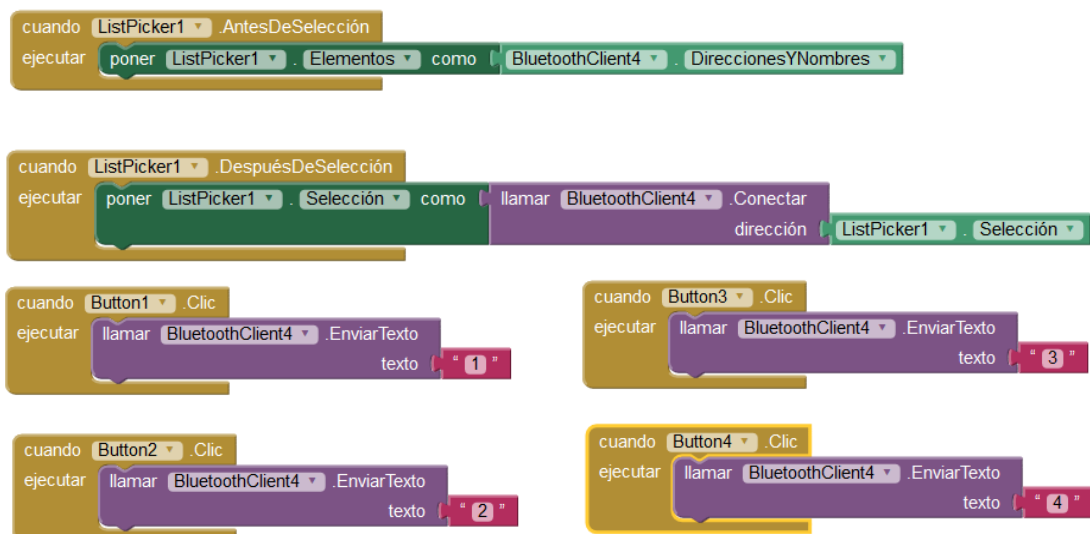 cuando ListPicker1 .AntesDeSelección
ejecutar poner ListPicker1 . Elementos como BluetoothClient4 . DireccionesYNombres
cuando ListPicker1 .DespuésDeSelección
ejecutar poner ListPicker1 . Selección como llamar BluetoothClient4 .Conectar
dirección ListPicker1 . Selección
cuando Button1 .Clic
ejecutar llamar BluetoothClient4 .EnviarTexto
texto " 1 "
cuando Button3 .Clic
ejecutar llamar BluetoothClient4 .EnviarTexto
texto " 3 "
cuando Button2 .Clic
ejecutar llamar BluetoothClient4 .EnviarTexto
texto " 2 "
cuando Button4 .Clic
ejecutar llamar BluetoothClient4 .EnviarTexto
texto " 4 "